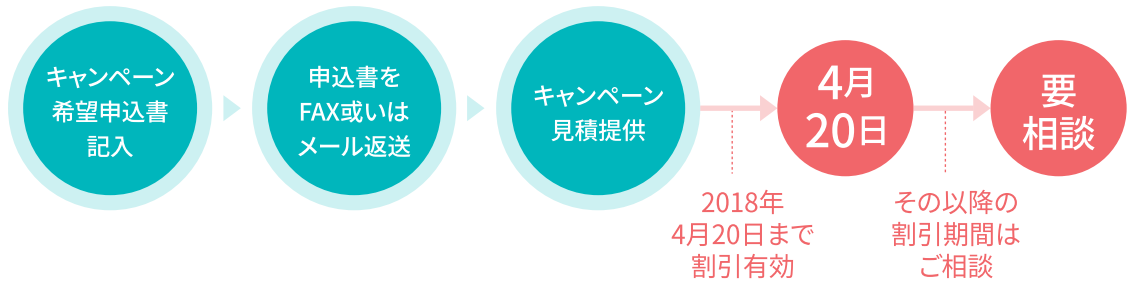 キャンペーン
希望申込書
記入
申込書を
FAX或いは
メール返送
キャンペーン
見積提供
4月
20日
要
相談
2018年
4月20日まで
割引有効
その以降の
割引期間は
ご相談